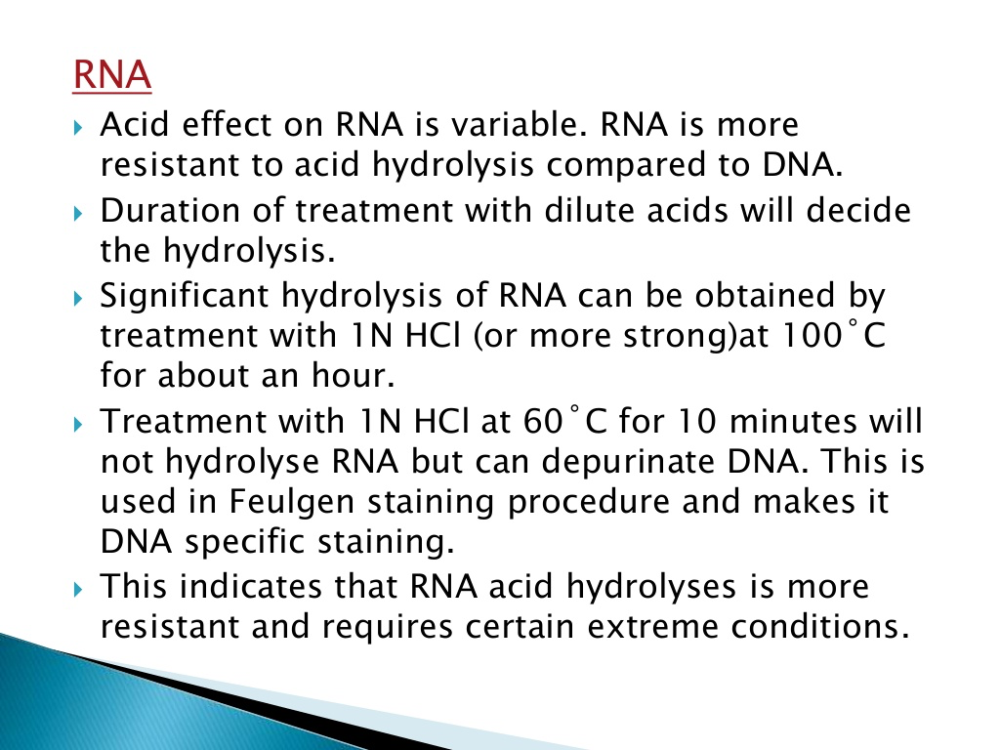 RNA
Acid effect on RNA is variable. RNA is more
resistant to acid hydrolysis compared to DNA.
Duration of treatment with dilute acids will decide
the hydrolysis.
Significant hydrolysis of RNA can be obtained by
treatment with 1N HCl (or more strong)at 100˚C
for about an hour.
Treatment with 1N HCl at 60˚C for 10 minutes will
not hydrolyse RNA but can depurinate DNA. This is
used in Feulgen staining procedure and makes it
DNA specific staining.
This indicates that RNA acid hydrolyses is more
resistant and requires certain extreme conditions.